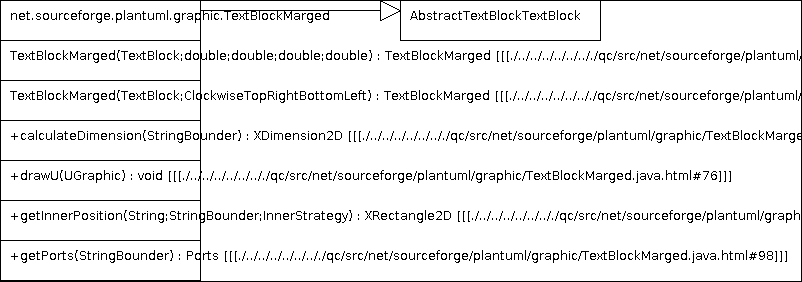 net.sourceforge.plantuml.graphic.TextBlockMarged
AbstractTextBlockTextBlock
TextBlockMarged(TextBlock;double;double;double;double) : TextBlockMarged [[[./../../../../../../../qc/src/net/sourceforge/plantuml/
TextBlockMarged(TextBlock;ClockwiseTopRightBottomLeft) : TextBlockMarged [[[./../../../../../../../qc/src/net/sourceforge/plantuml/
+calculateDimension(StringBounder) : XDimension2D [[[./../../../../../../../qc/src/net/sourceforge/plantuml/graphic/TextBlockMarge
+drawU(UGraphic) : void [[[./../../../../../../../qc/src/net/sourceforge/plantuml/graphic/TextBlockMarged.java.html#76]]]
+getInnerPosition(String;StringBounder;InnerStrategy) : XRectangle2D [[[./../../../../../../../qc/src/net/sourceforge/plantuml/graph
+getPorts(StringBounder) : Ports [[[./../../../../../../../qc/src/net/sourceforge/plantuml/graphic/TextBlockMarged.java.html#98]]]